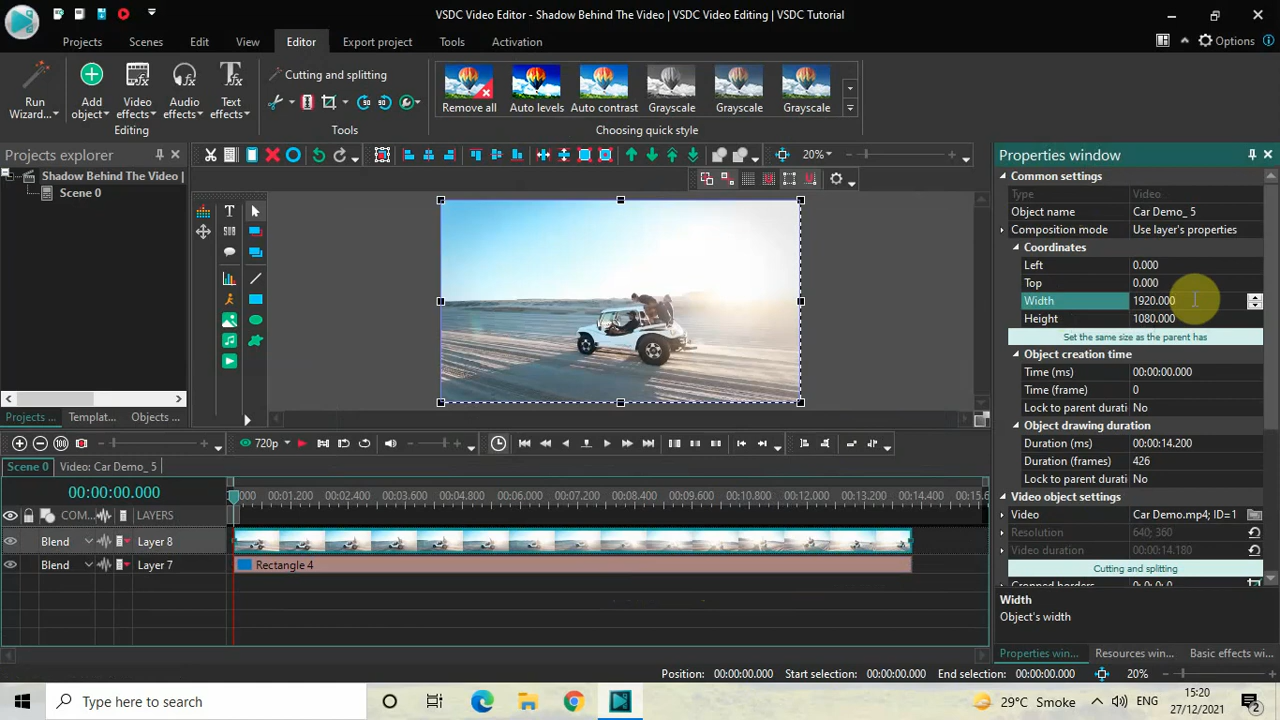 VSDC Video Editor - Shadow Behind The Video | VSDC Video Editing | VSDC Tutorial
Projects Scenes Edit View Editor Export project Tools Activation Options
Run Wizard... Add object Video effects Audio effects Text effects
Cutting and splitting
Remove all Auto levels Auto contrast Grayscale Grayscale Grayscale
Editing Tools Choosing quick style
Projects explorer
20%
Properties window
Shadow Behind The Video |
Scene 0
Common settings
Type Video
Object name Car Demo_ 5
Composition mode Use layer's properties
Coordinates
Left 0.000
Top 0.000
Width 1920.000
Height 1080.000
Set the same size as the parent has
Object creation time
Time (ms) 00:00:00.000
Time (frame) 0
Lock to parent durati No
Object drawing duration
Duration (ms) 00:00:14.200
Duration (frames) 426
Lock to parent durati No
Video object settings
Video Car Demo.mp4; ID=1
Resolution 640; 360
Video duration 00:00:14.180
Cutting and splitting
Cropped borders 0; 0; 0; 0
Width
Object's width
Properties win... Resources win... Basic effects wi...
Projects ... Templat... Objects ...
720p
Scene 0 Video: Car Demo_ 5
00:00:00.000
000 00:01.200 00:02.400 00:03.600 00:04.800 00:06.000 00:07.200 00:08.400 00:09.600 00:10.800 00:12.000 00:13.200 00:14.400 00:15.6
COM... LAYERS
Blend Layer 8
Blend Layer 7 Rectangle 4
Position: 00:00:00.000 Start selection: 00:00:00.000 End selection: 00:00:00.000 20%
Type here to search
29°C Smoke ENG 15:20
27/12/2021 2